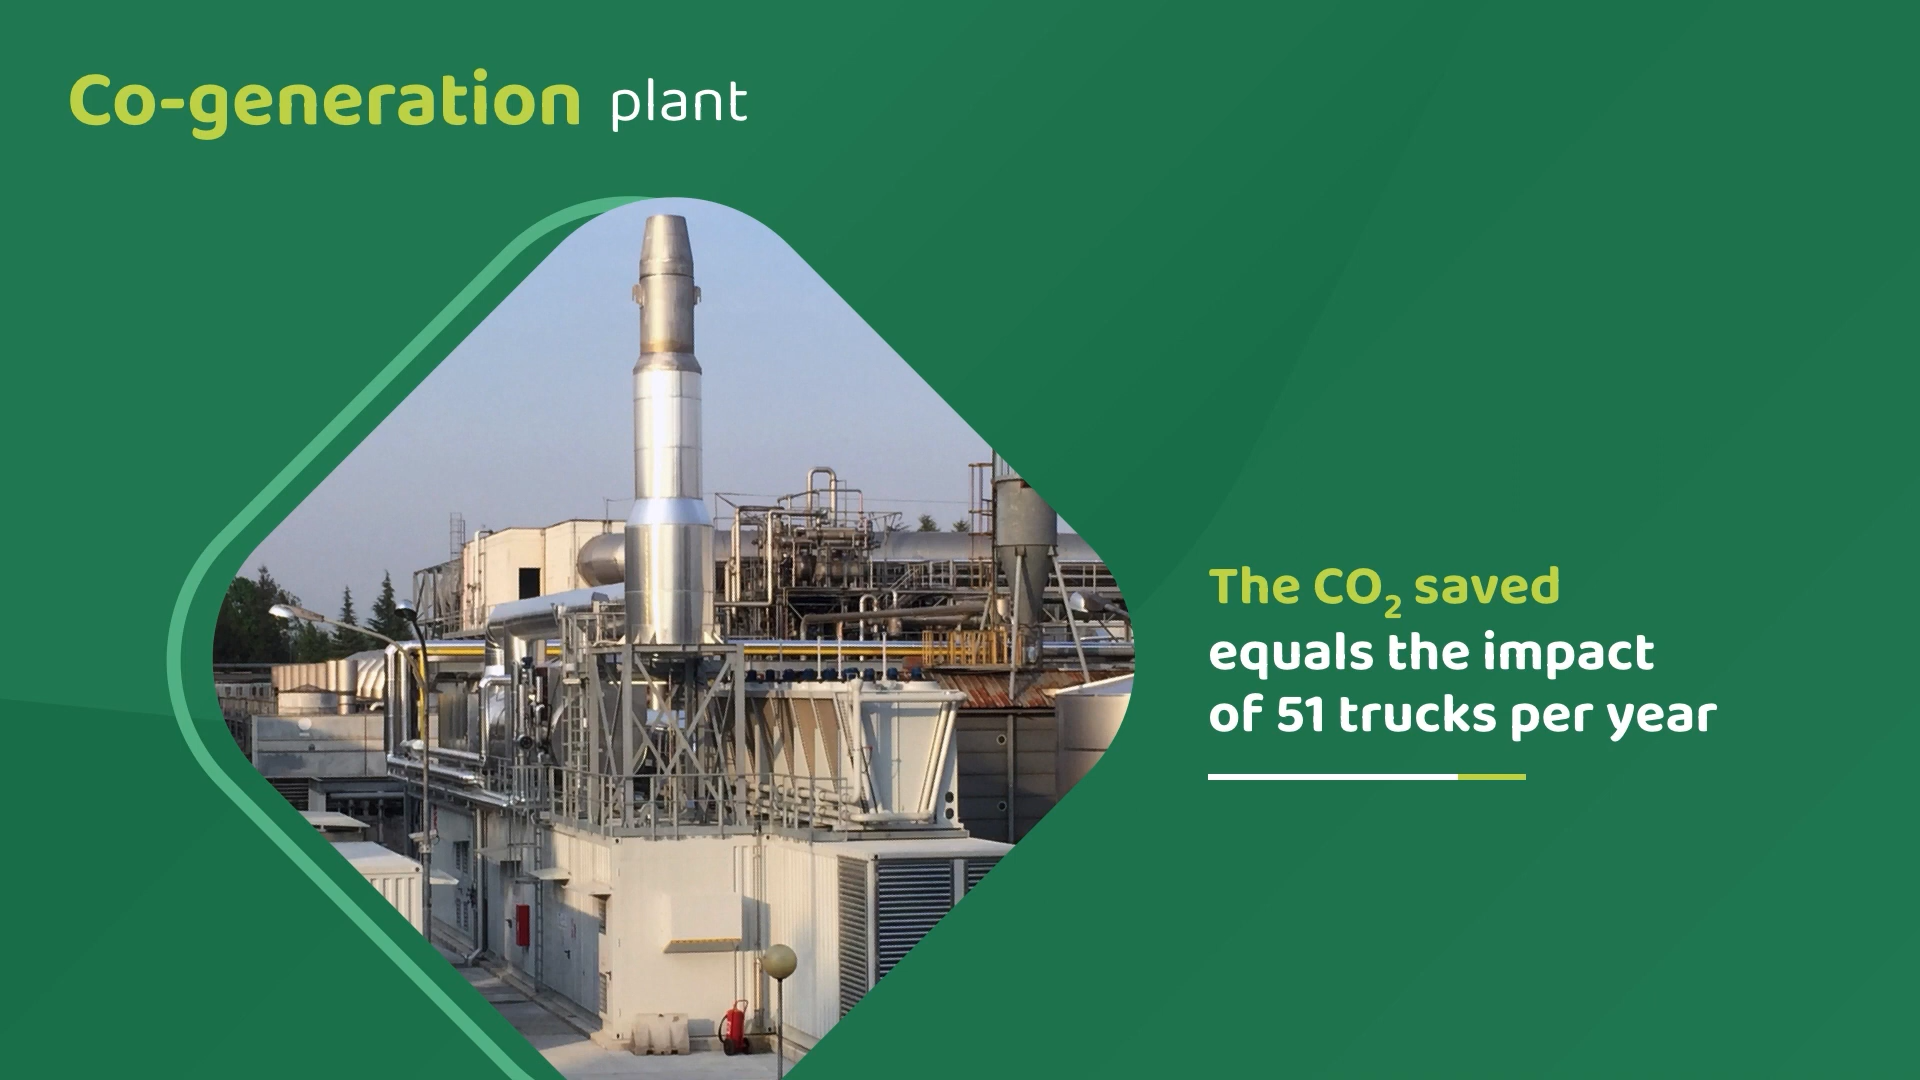 Co-generation plant
The CO₂ saved
equals the impact
of 51 trucks per year